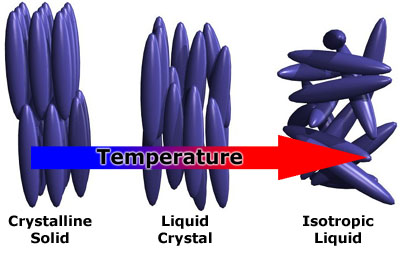 Temperature
Crystalline
Solid
Liquid
Crystal
Isotropic
Liquid